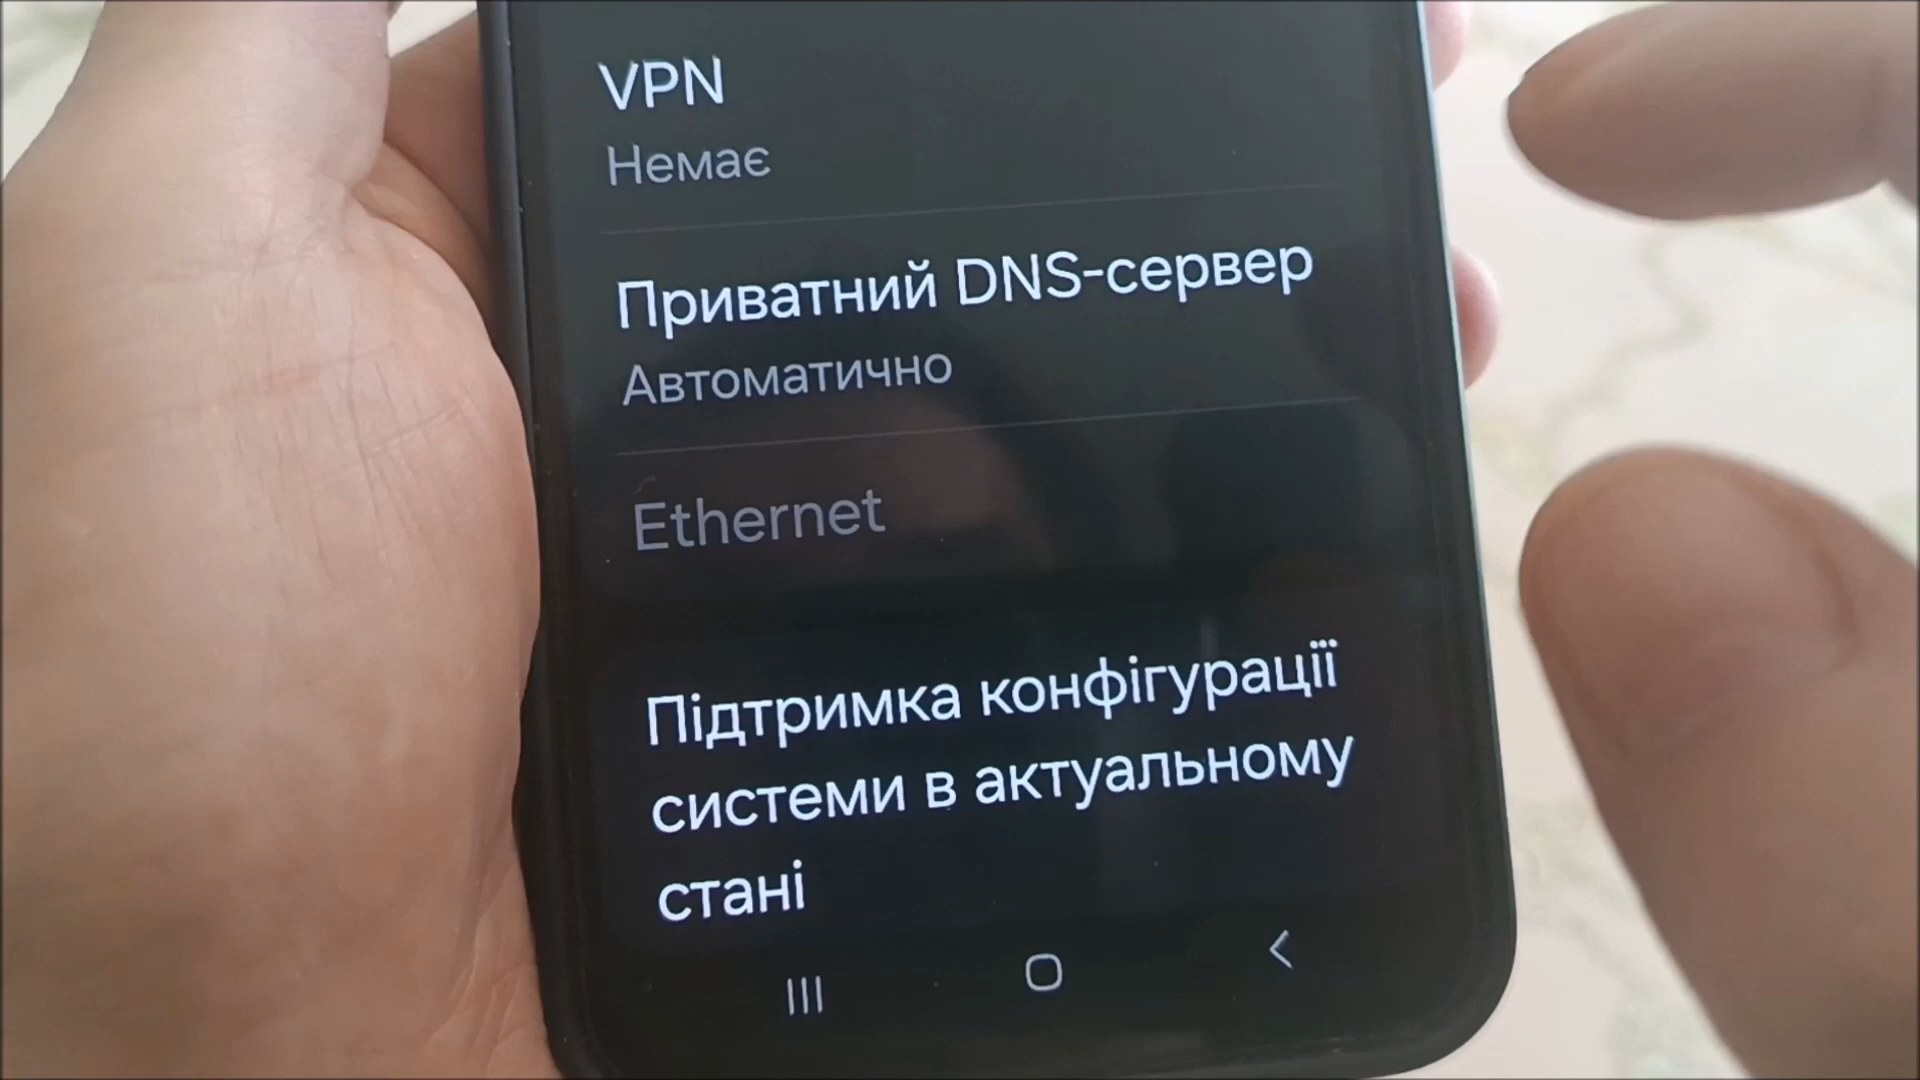 VPN
Немає
Приватний DNS-сервер
Автоматично
Ethernet
Підтримка конфігурації
системи в актуальному
стані